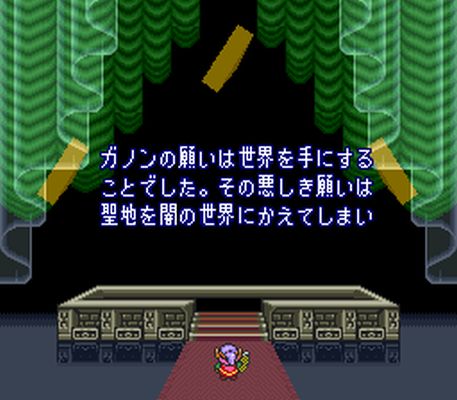 ガノンの願いは世界を手にする
ことでした。その悪しき願いは
聖地を闇の世界にかえてしまい